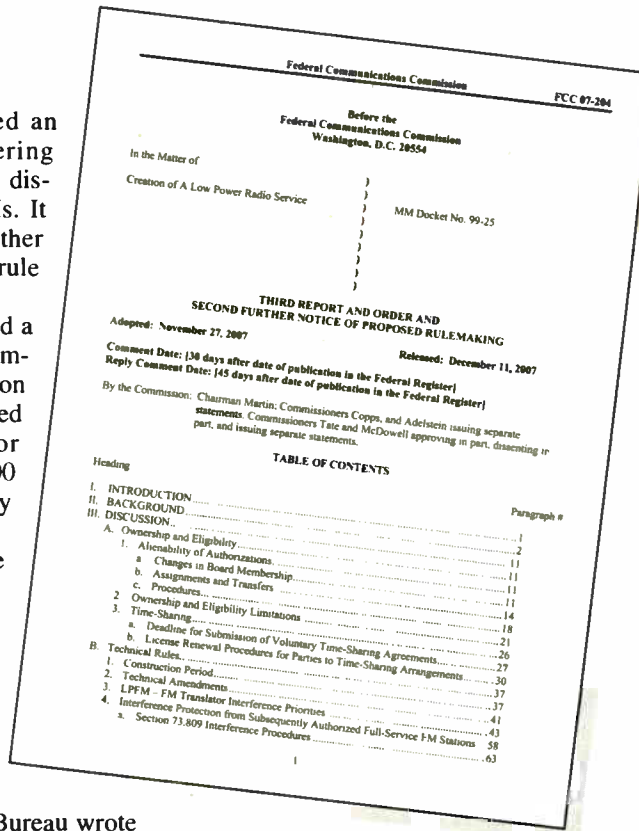 ed an
ering
dis-
s. It
ther
rule
d a
m-
on
ed
or
00
y
e
Federal Communications Commission FCC 07-204
Before the
Federal Communications Commission
Washington, D.C. 20554
In the Matter of
Creation of A Low Power Radio Service
)
)
)
)
)
)
)
)
MM Docket No. 99-25
THIRD REPORT AND ORDER AND
SECOND FURTHER NOTICE OF PROPOSED RULEMAKING
Adopted: November 27, 2007 Released: December 11, 2007
Comment Date: [30 days after date of publication in the Federal Register]
Reply Comment Date: [45 days after date of publication in the Federal Register]
By the Commission: Chairman Martin; Commissioners Copps, and Adelstein issuing separate
statements. Commissioners Tate and McDowell approving in part, dissenting in
part, and issuing separate statements.
TABLE OF CONTENTS
Heading Paragraph #
I. INTRODUCTION 1
II. BACKGROUND 2
III. DISCUSSION 11
A. Ownership and Eligibility 11
1. Alienability of Authorizations 11
a. Changes in Board Membership 11
b. Assignments and Transfers 14
c. Procedures 18
2. Ownership and Eligibility Limitations 21
3. Time-Sharing 26
a. Deadline for Submission of Voluntary Time-Sharing Agreements 27
b. License Renewal Procedures for Parties to Time-Sharing Arrangements 30
B. Technical Rules 37
1. Construction Period 37
2. Technical Amendments 41
3. LPFM – FM Translator Interference Priorities 43
4. Interference Protection from Subsequently Authorized Full-Service FM Stations 58
a. Section 73.809 Interference Procedures 63
1
Bureau wrote